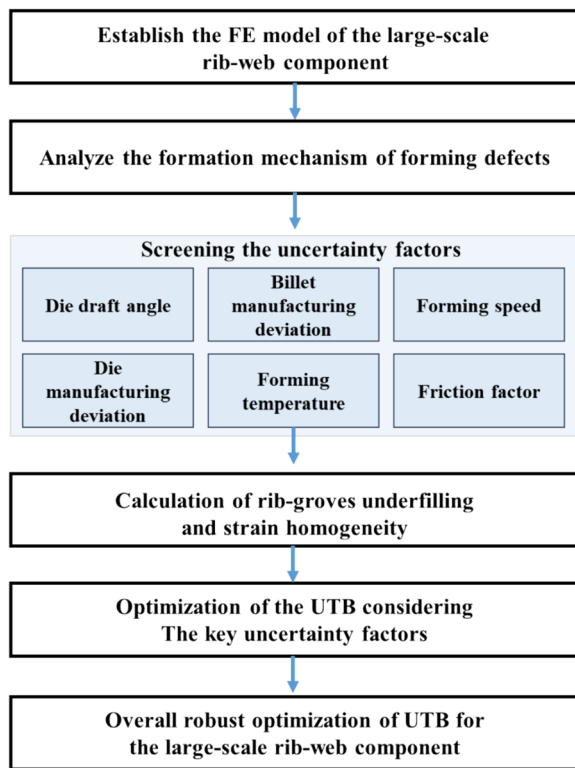 Establish the FE model of the large-scale
rib-web component
Analyze the formation mechanism of forming defects
Screening the uncertainty factors
Die draft angle
Billet
manufacturing
deviation
Forming speed
Die
manufacturing
deviation
Forming
temperature
Friction factor
Calculation of rib-groves underfilling
and strain homogeneity
Optimization of the UTB considering
The key uncertainty factors
Overall robust optimization of UTB for
the large-scale rib-web component